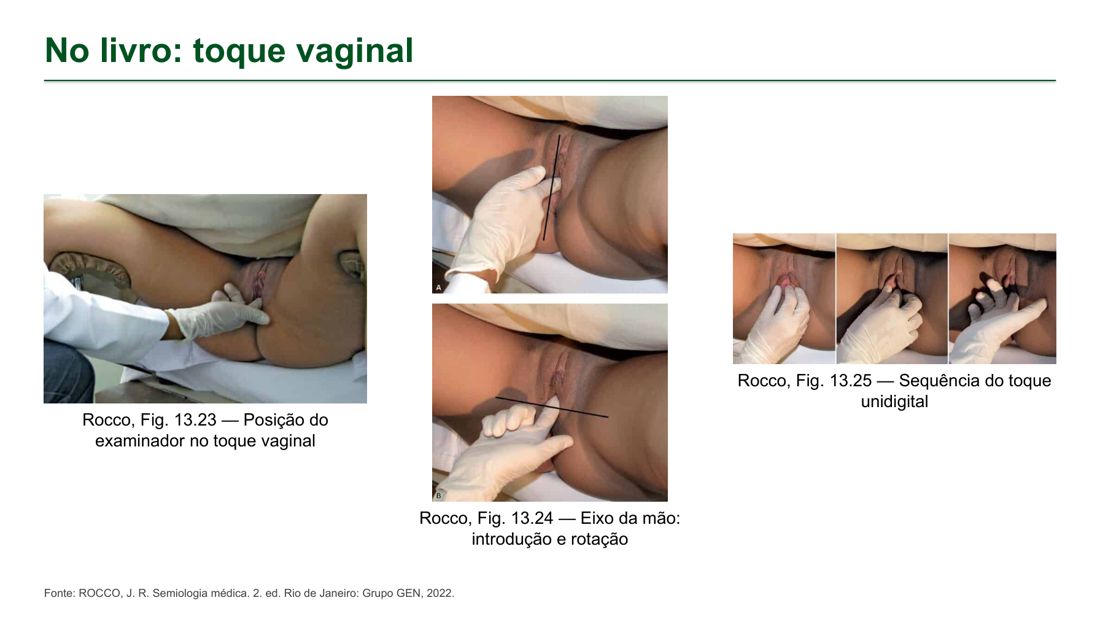 No livro: toque vaginal
A
B
Rocco, Fig. 13.23 — Posição do
examinador no toque vaginal
Rocco, Fig. 13.24 — Eixo da mão:
introdução e rotação
Rocco, Fig. 13.25 — Sequência do toque
unidigital
Fonte: ROCCO, J. R. Semiologia médica. 2. ed. Rio de Janeiro: Grupo GEN, 2022.